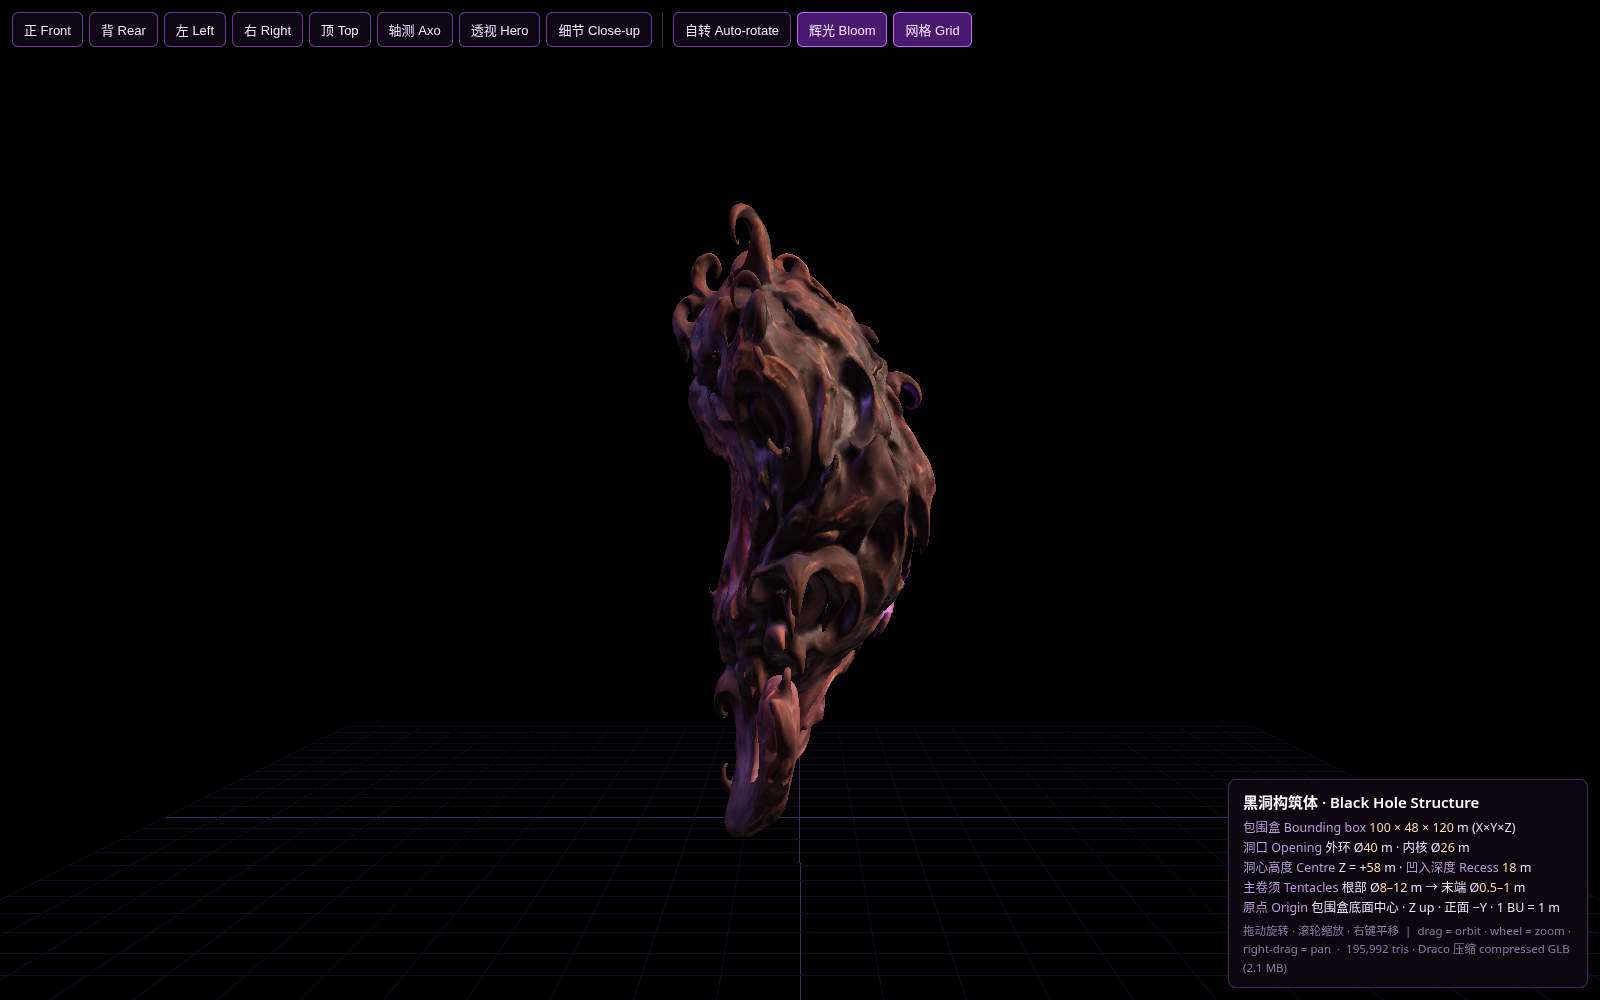 正 Front
背 Rear
左 Left
右 Right
顶 Top
轴测 Axo
透视 Hero
细节 Close-up
自转 Auto-rotate
辉光 Bloom
网格 Grid
黑洞构筑体 · Black Hole Structure
包围盒 Bounding box 100 × 48 × 120 m (X×Y×Z)
洞口 Opening 外环 Ø40 m · 内核 Ø26 m
洞心高度 Centre Z = +58 m · 凹入深度 Recess 18 m
主卷须 Tentacles 根部 Ø8–12 m → 末端 Ø0.5–1 m
原点 Origin 包围盒底面中心 · Z up · 正面 −Y · 1 BU = 1 m
拖动旋转 · 滚轮缩放 · 右键平移 | drag = orbit · wheel = zoom ·
right-drag = pan · 195,992 tris · Draco 压缩 compressed GLB
(2.1 MB)